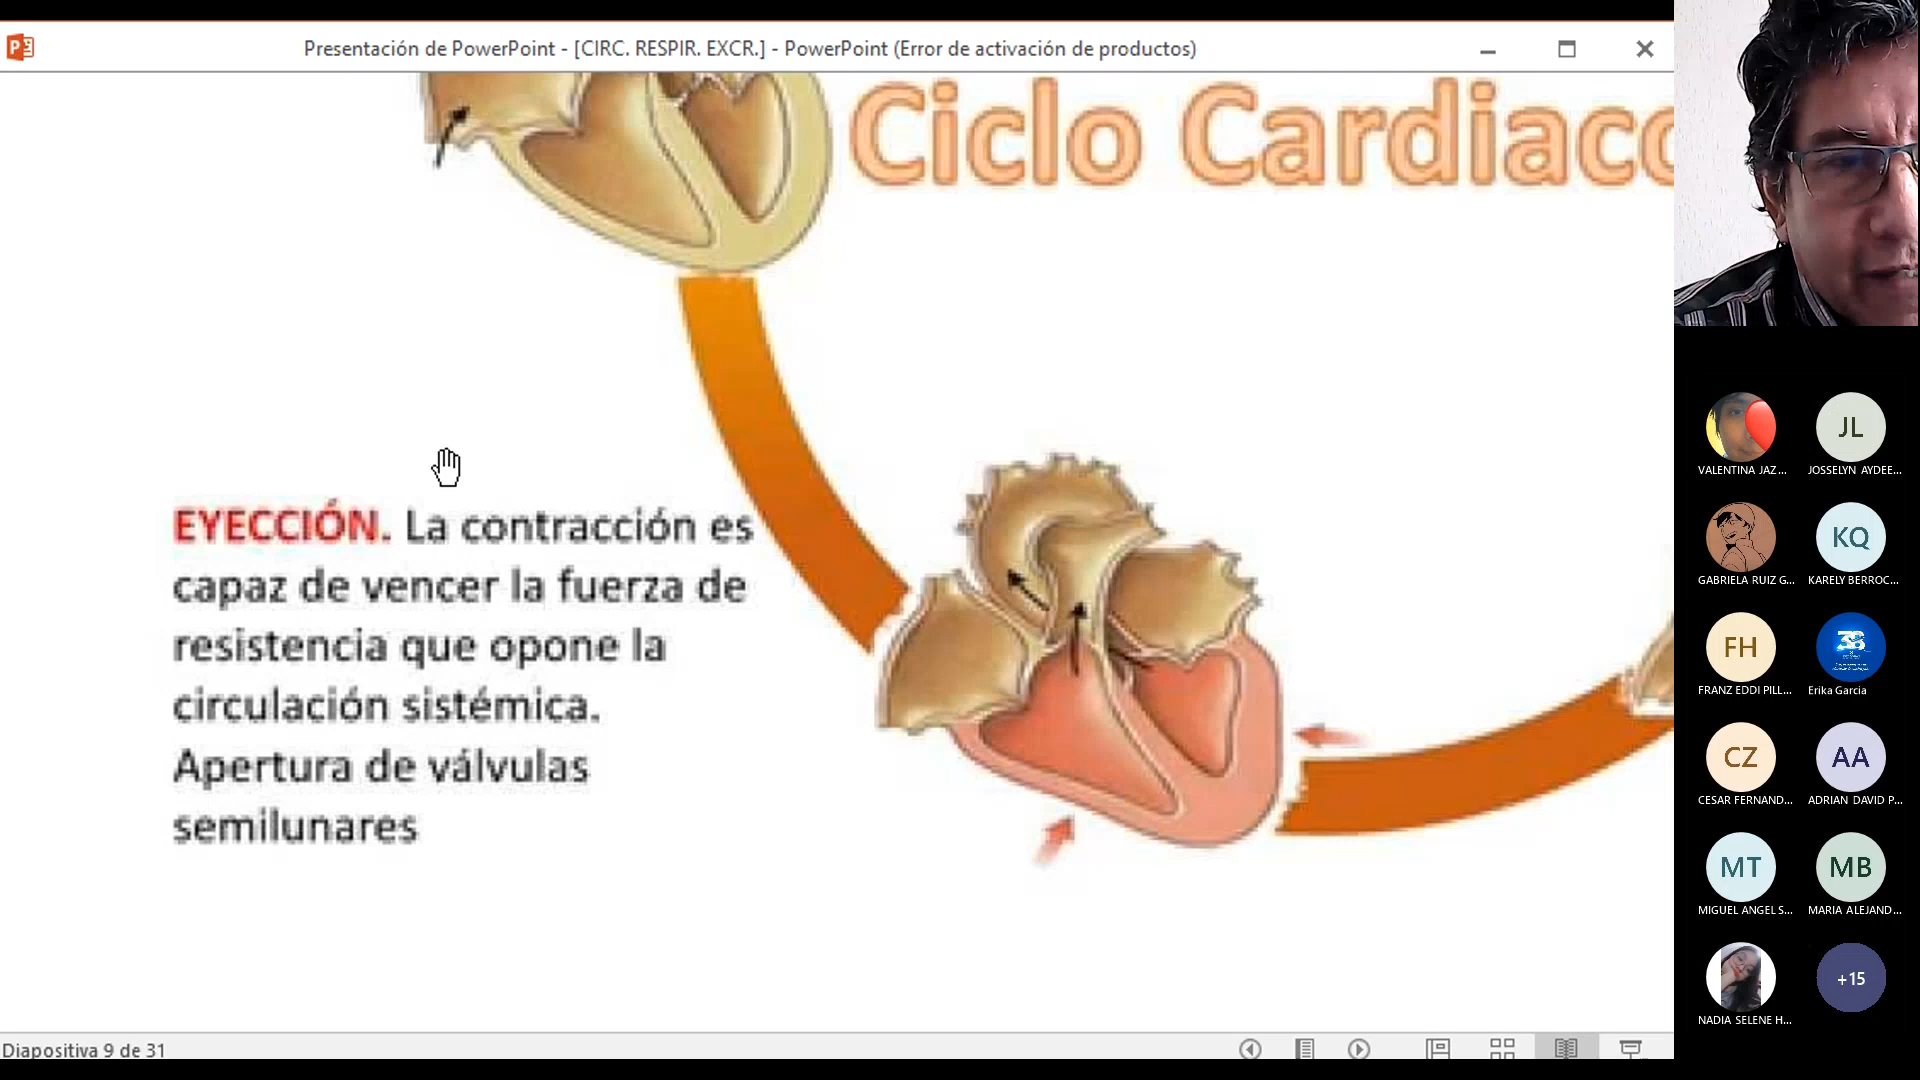 Presentación de PowerPoint - [CIRC. RESPIR. EXCR.] - PowerPoint (Error de activación de productos)
Ciclo Cardiaco
EYECCIÓN. La contracción es
capaz de vencer la fuerza de
resistencia que opone la
circulación sistémica.
Apertura de válvulas
semilunares
Diapositiva 9 de 31
JL
VALENTINA JAZ...
JOSSELYN AYDEE...
KQ
GABRIELA RUIZ G...
KARELY BERROC...
FH
38
FRANZ EDDI PILL...
Erika Garcia
CZ
AA
CESAR FERNAND...
ADRIAN DAVID P...
MT
MB
MIGUEL ANGEL S...
MARIA ALEJAND...
+15
NADIA SELENE H...